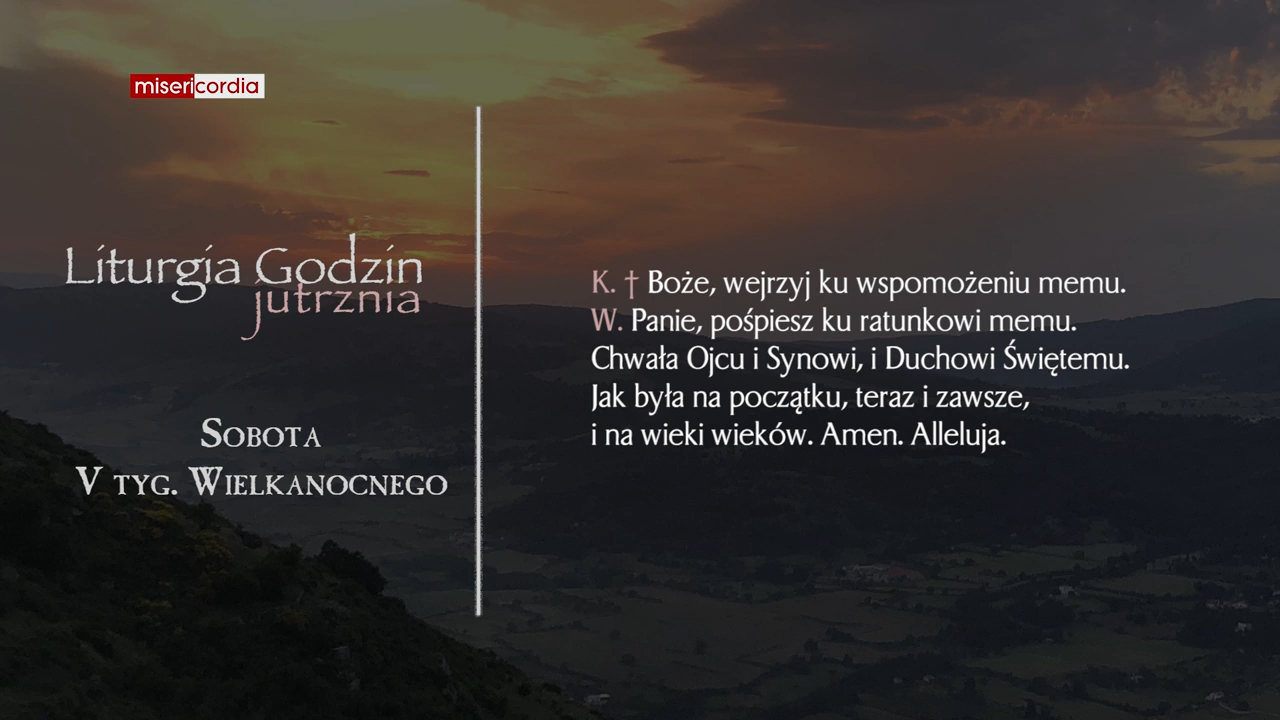 misericordia
Liturgia Godzin
jutrznia
Sobota
V tyg. Wielkanocnego
K. † Boże, wejrzyj ku wspomożeniu memu.
W. Panie, pośpiesz ku ratunkowi memu.
Chwała Ojcu i Synowi, i Duchowi Świętemu.
Jak była na początku, teraz i zawsze,
i na wieki wieków. Amen. Alleluja.